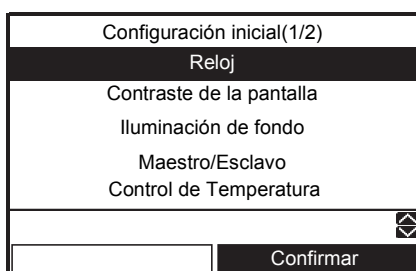 Configuración inicial(1/2)
Reloj
Contraste de la pantalla
Iluminación de fondo
Maestro/Esclavo
Control de Temperatura
Confirmar